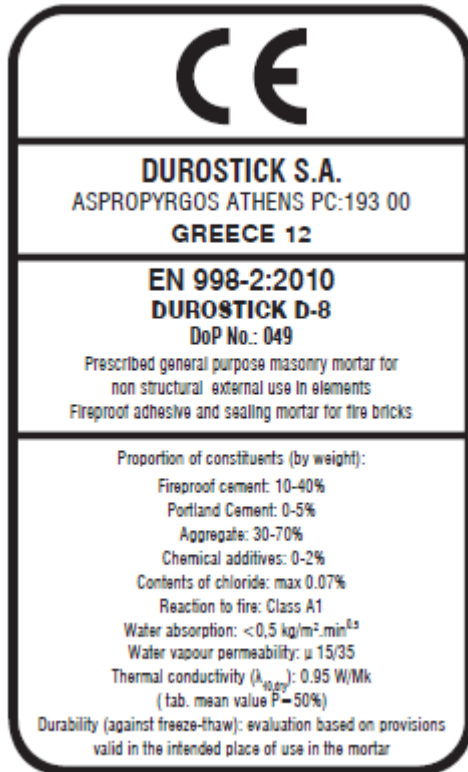 CE
DUROSTICK S.A.
ASPROPYRGOS ATHENS PC:193 00
GREECE 12
EN 998-2:2010
DUROSTICK D-8
DoP No.: 049
Prescribed general purpose masonry mortar for
non structural external use in elements
Fireproof adhesive and sealing mortar for fire bricks
Proportion of constituents (by weight):
Fireproof cement: 10-40%
Portland Cement: 0-5%
Aggregate: 30-70%
Chemical additives: 0-2%
Contents of chloride: max 0.07%
Reaction to fire: Class A1
Water absorption: <0,5 kg/m².min⁰·⁵
Water vapour permeability: μ 15/35
Thermal conductivity (λ₁₀,dry): 0.95 W/Mk
( tab. mean value P=50%)
Durability (against freeze-thaw): evaluation based on provisions
valid in the intended place of use in the mortar